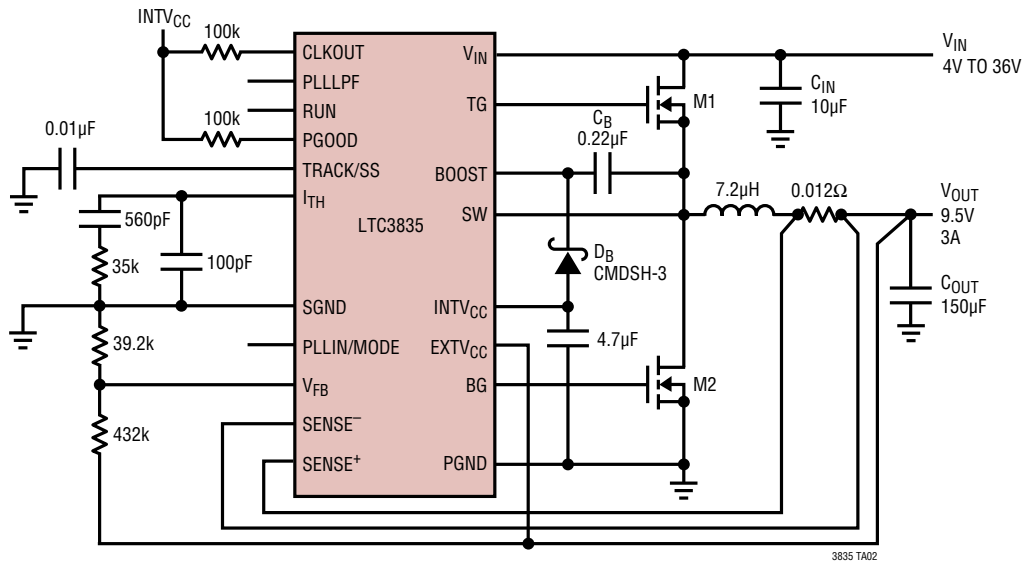 INTVCC
100k
CLKOUT
VIN
VIN
4V TO 36V
PLLLPF
CIN
10µF
TG
M1
RUN
0.01µF
100k
PGOOD
CB
0.22µF
TRACK/SS
BOOST
7.2µH
0.012Ω
VOUT
9.5V
3A
ITH
SW
560pF
LTC3835
35k
100pF
DB
CMDSH-3
COUT
150µF
SGND
INTVCC
39.2k
4.7µF
PLLIN/MODE
EXTVCC
VFB
BG
M2
432k
SENSE–
SENSE+
PGND
3835 TA02